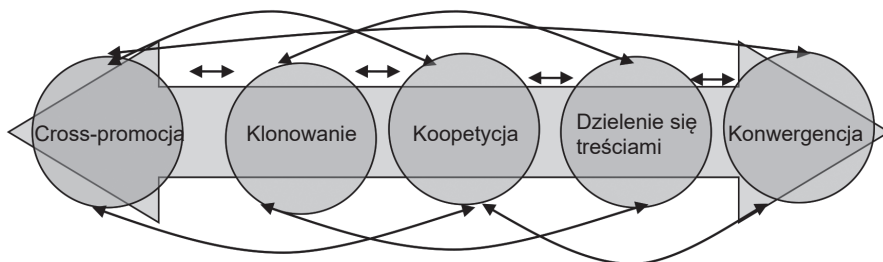 Cross-promocja
Klonowanie
Koopetycja
Dzielenie się
treściami
Konwergencja